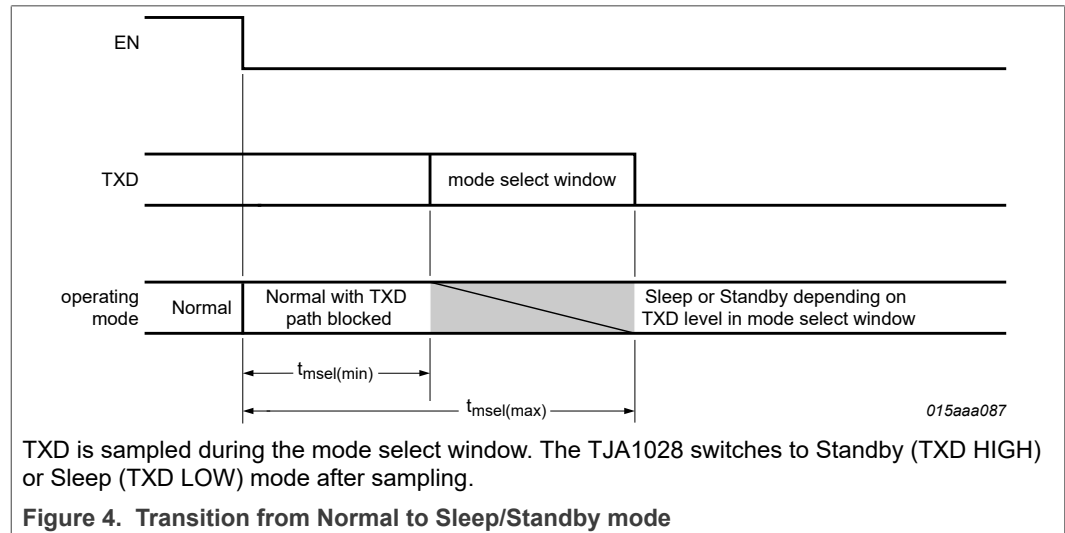 EN
TXD
mode select window
operating
mode
Normal
Normal with TXD
path blocked
Sleep or Standby depending on
TXD level in mode select window
tmsel(min)
tmsel(max)
015aaa087
TXD is sampled during the mode select window. The TJA1028 switches to Standby (TXD HIGH)
or Sleep (TXD LOW) mode after sampling.
Figure 4. Transition from Normal to Sleep/Standby mode